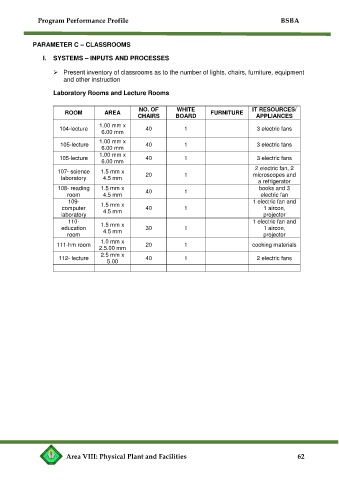 Program Performance Profile BSBA
PARAMETER C – CLASSROOMS
I. SYSTEMS – INPUTS AND PROCESSES
➢ Present inventory of classrooms as to the number of lights, chairs, furniture, equipment
and other instruction
Laboratory Rooms and Lecture Rooms
ROOM AREA NO. OF CHAIRS WHITE BOARD FURNITURE IT RESOURCES/ APPLIANCES
104-lecture 1.00 mm x 6.00 mm 40 1 3 electric fans
105-lecture 1.00 mm x 6.00 mm 40 1 3 electric fans
105-lecture 1.00 mm x 6.00 mm 40 1 3 electric fans
107- science laboratory 1.5 mm x 4.5 mm 20 1 2 electric fan, 2 microscopes and a refrigerator
108- reading room 1.5 mm x 4.5 mm 40 1 books and 3 electric fan
109- computer laboratory 1.5 mm x 4.5 mm 40 1 1 electric fan and 1 aircon, projector
110- education room 1.5 mm x 4.5 mm 30 1 1 electric fan and 1 aircon, projector
111-hm room 1.0 mm x 2.5.00 mm 20 1 cooking materials
112- lecture 2.5 mm x 5.00 40 1 2 electric fans
Area VIII: Physical Plant and Facilities 62